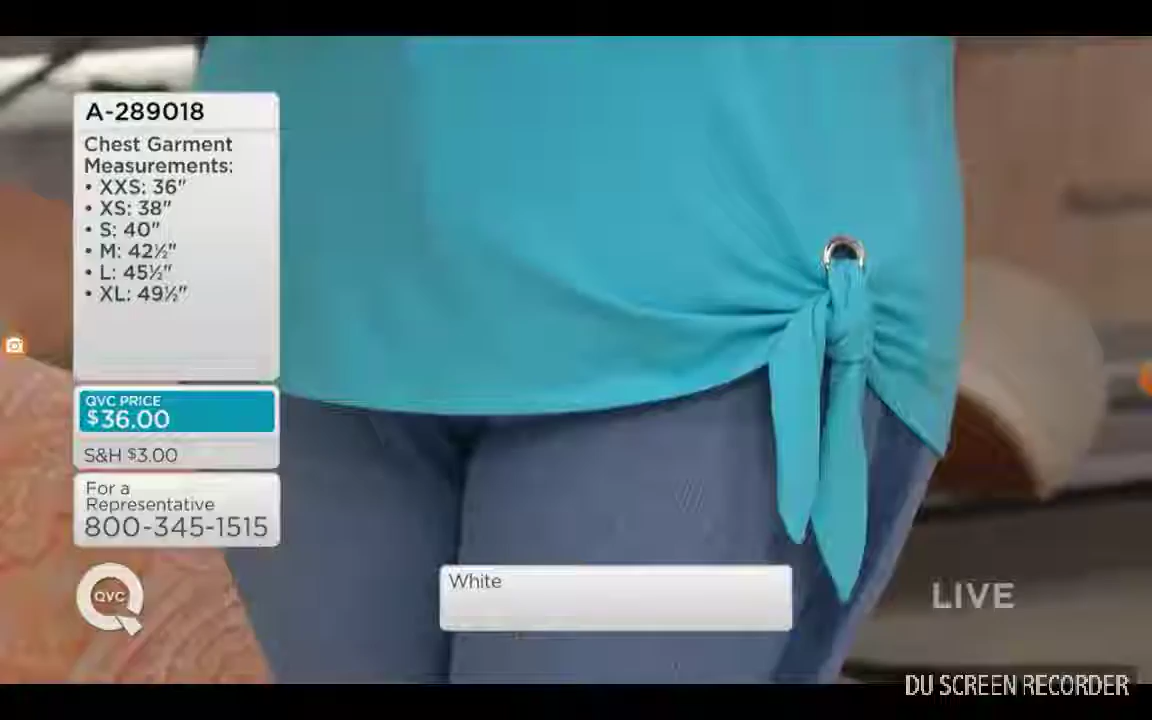 A-289018
Chest Garment
Measurements:
• XXS: 36"
• XS: 38"
• S: 40"
• M: 42½"
• L: 45½"
• XL: 49½"
QVC PRICE
$36.00
S&H $3.00
For a
Representative
800-345-1515
QVC
White
LIVE
DU SCREEN RECORDER